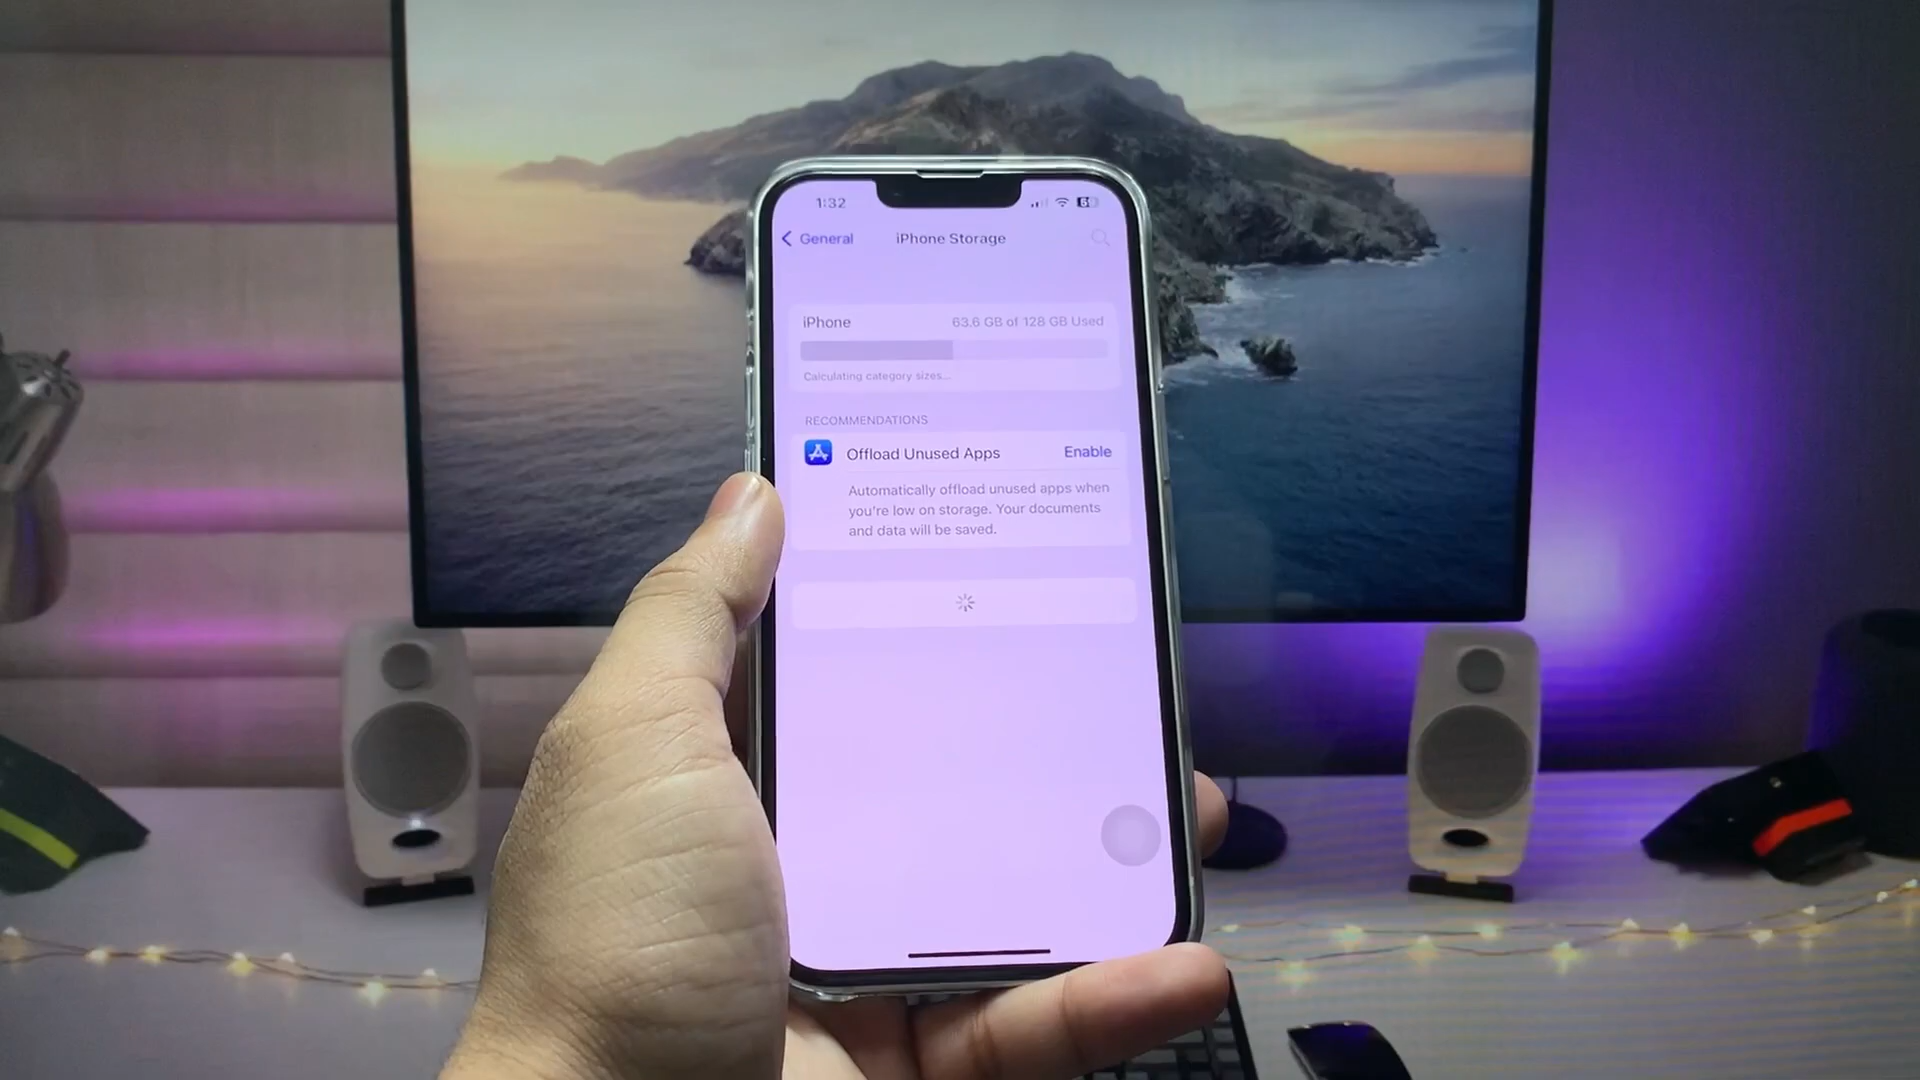 1:32
General
iPhone Storage
iPhone
63.6 GB of 128 GB Used
Calculating category sizes...
RECOMMENDATIONS
Offload Unused Apps
Enable
Automatically offload unused apps when
you're low on storage. Your documents
and data will be saved.